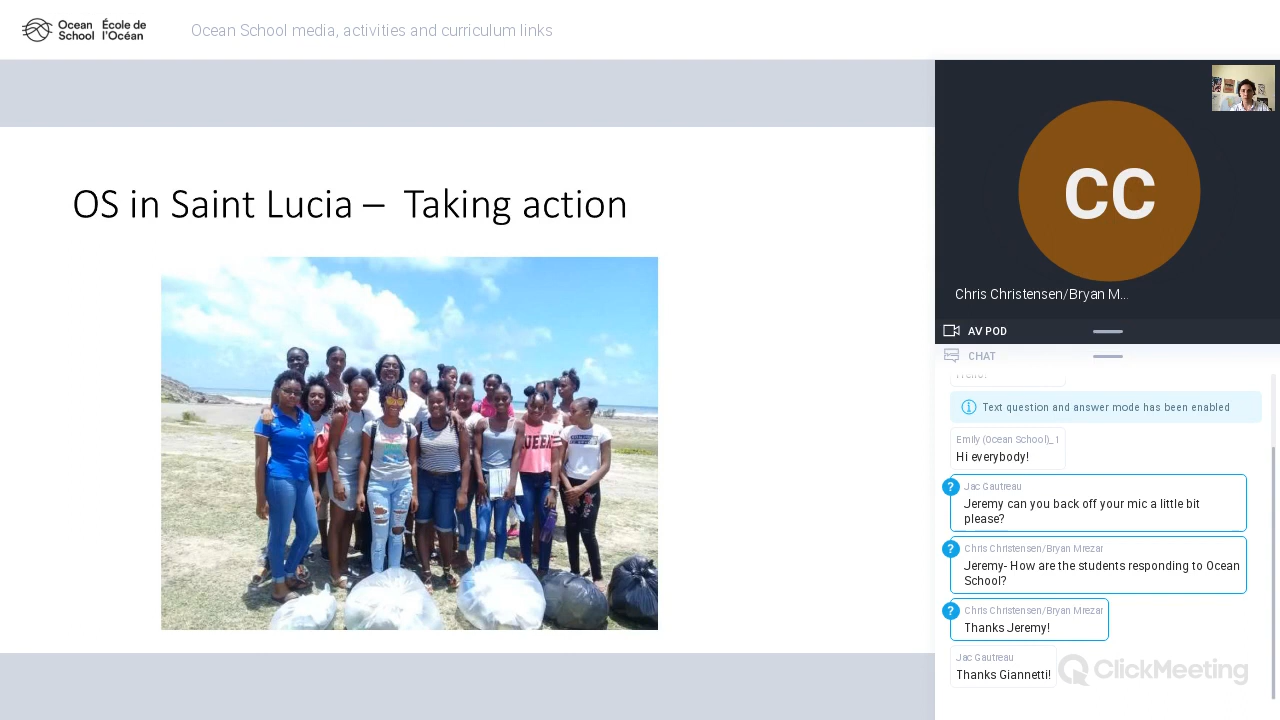 Ocean École de
School l'Océan
Ocean School media, activities and curriculum links
OS in Saint Lucia – Taking action
QUEEN
CC
Chris Christensen/Bryan M...
AV POD
CHAT
Text question and answer mode has been enabled
Emily (Ocean School)_1
Hi everybody!
?
Jac Gautreau
Jeremy can you back off your mic a little bit
please?
?
Chris Christensen/Bryan Mrezar
Jeremy- How are the students responding to Ocean
School?
?
Chris Christensen/Bryan Mrezar
Thanks Jeremy!
Jac Gautreau
Thanks Giannetti!
ClickMeeting